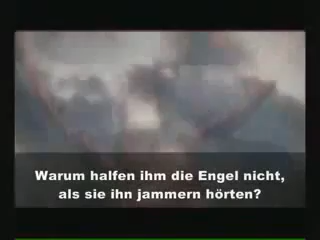 Warum halfen ihm die Engel nicht,
als sie ihn jammern hörten?